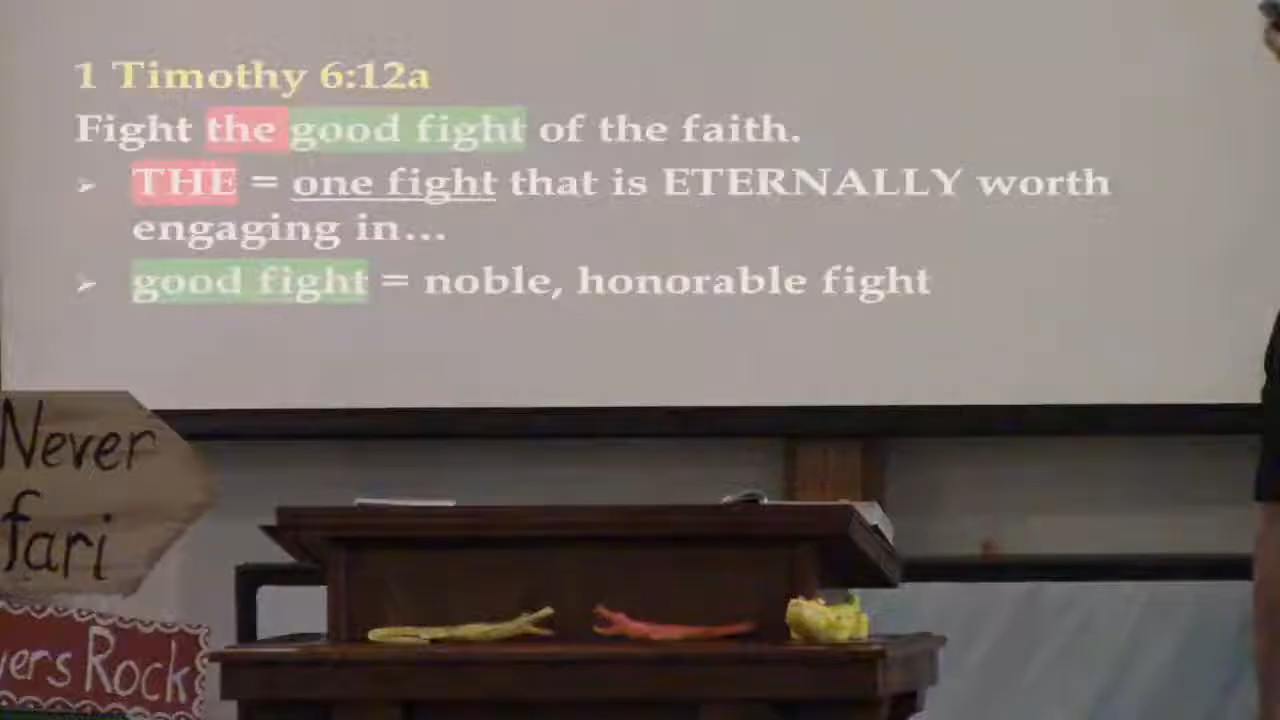 1 Timothy 6:12a
Fight the good fight of the faith.
➢ THE = one fight that is ETERNALLY worth
engaging in...
➢ good fight = noble, honorable fight
Never
fari
yers Rock